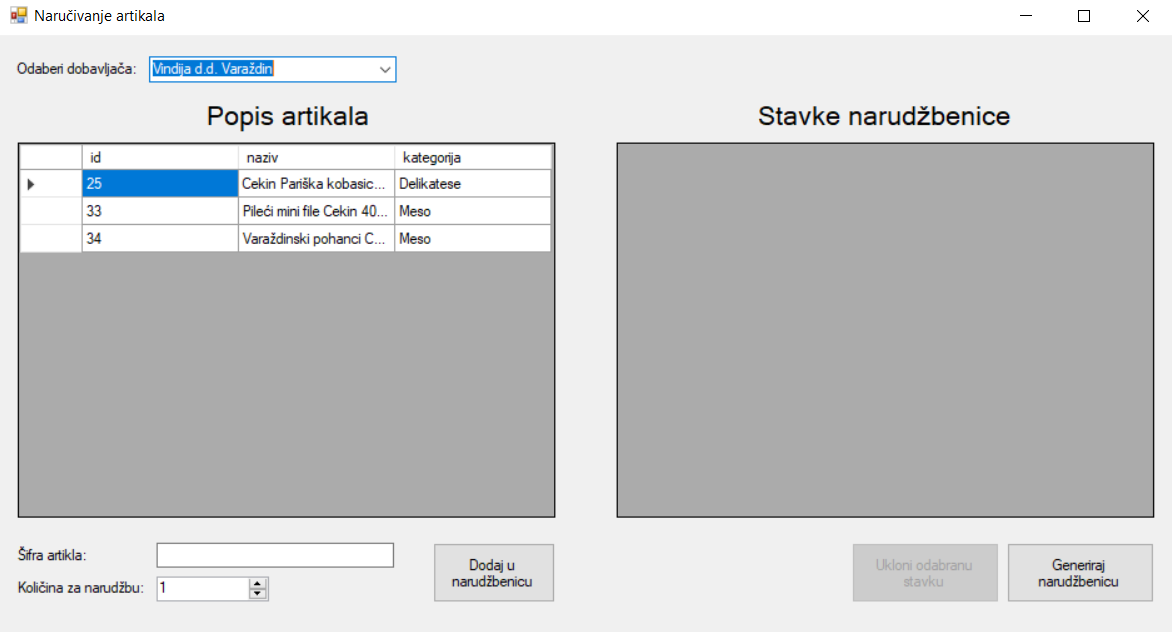 Naručivanje artikala
Odaberi dobavljača: Vindija d.d. Varaždin
Popis artikala
id naziv kategorija
25 Cekin Pariška kobasic... Delikatese
33 Pileći mini file Cekin 40... Meso
34 Varaždinski pohanci C... Meso
Šifra artikla:
Količina za narudžbu: 1
Dodaj u
narudžbenicu
Stavke narudžbenice
Ukloni odabranu
stavku
Generiraj
narudžbenicu